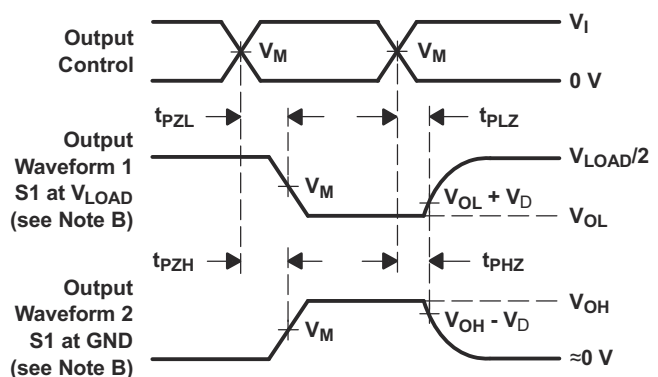 Output
Control
V_M
V_M
V_I
0 V
t_PZL
t_PLZ
Output
Waveform 1
S1 at V_LOAD
(see Note B)
V_M
V_LOAD/2
V_OL + V_D
V_OL
t_PZH
t_PHZ
Output
Waveform 2
S1 at GND
(see Note B)
V_M
V_OH
V_OH - V_D
≈0 V